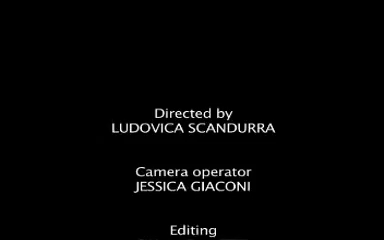 Directed by
LUDOVICA SCANDURRA
Camera operator
JESSICA GIACONI
Editing